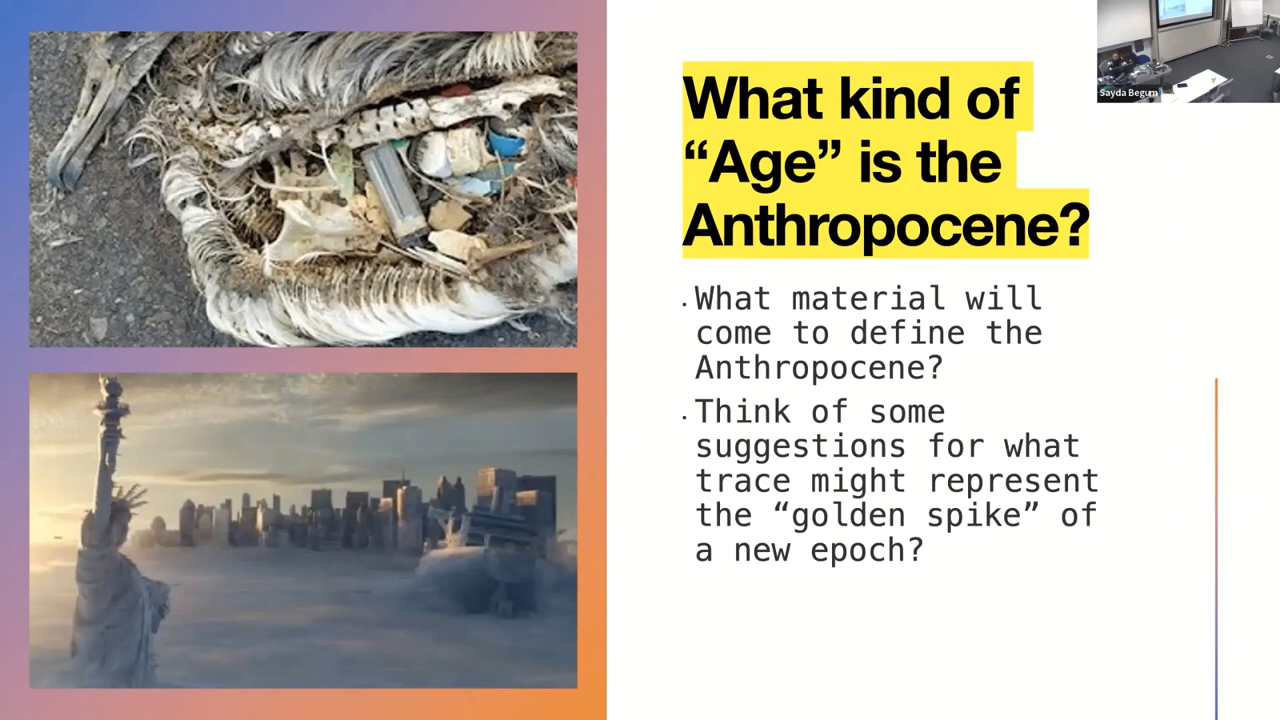 Sayda Begum
What kind of
“Age” is the
Anthropocene?
. What material will
come to define the
Anthropocene?
. Think of some
suggestions for what
trace might represent
the “golden spike” of
a new epoch?